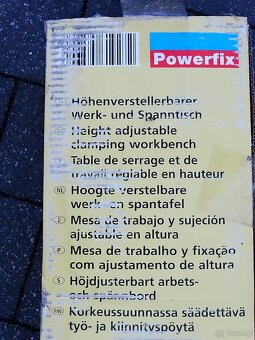 Powerfix
Höhenverstellbarer
Werk- und Spanntisch
Height adjustable
clamping workbench
Table de serrage et de
travail réglable en hauteur
NL Hoogte verstelbare
werk- en spantafel
E Mesa de trabajo y sujeción
ajustable en altura
P Mesa de trabalho y fixação
com ajustamento de altura
S Höjdjusterbart arbets-
och spännbord
FIN Korkeussuunnassa säädettävä
työ- ja kiinnityspöytä